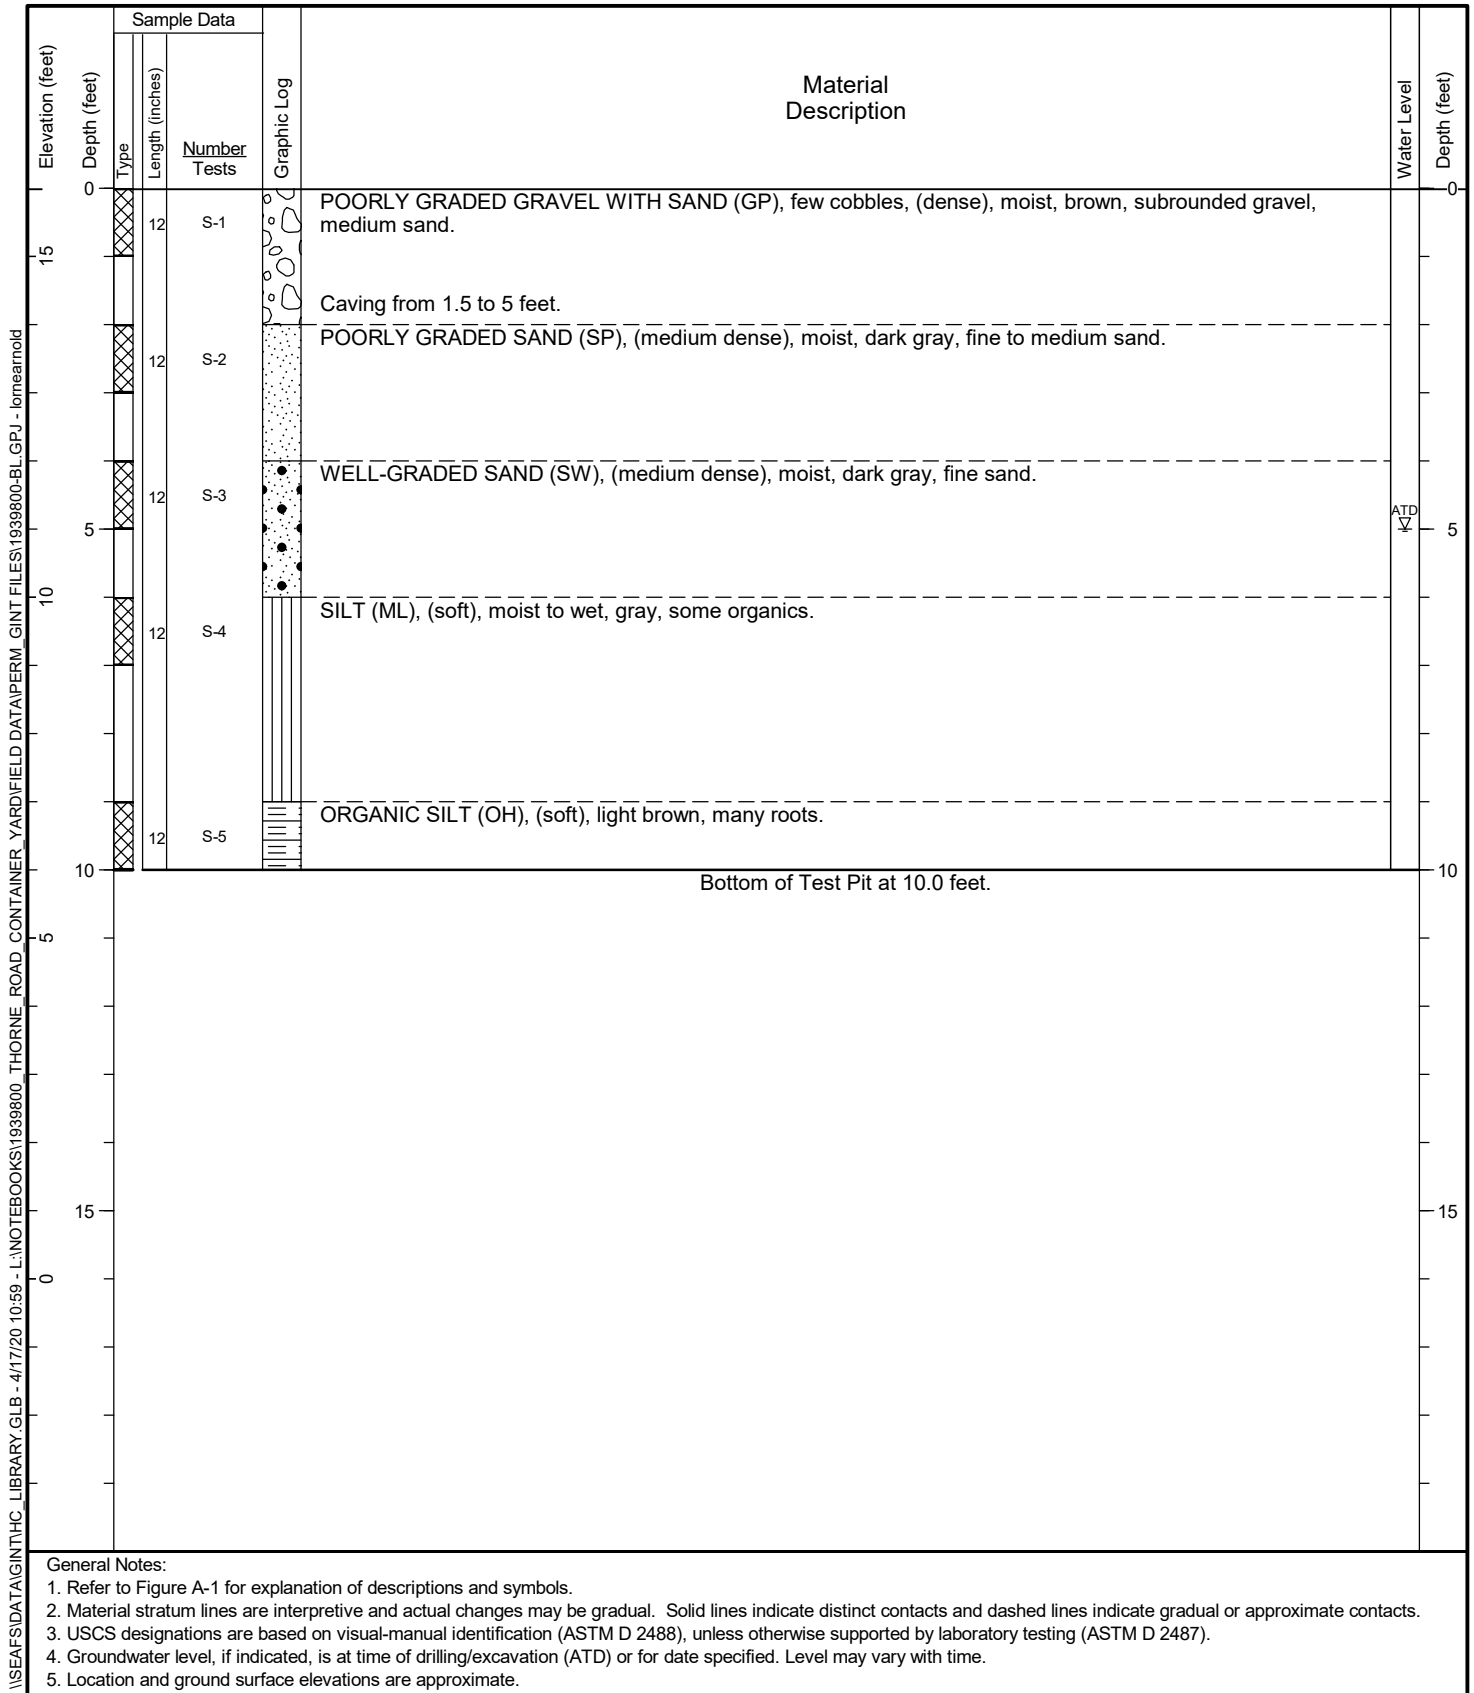 Sample Data
Elevation (feet)
Depth (feet)
Type
Length (inches)
Number
Tests
Graphic Log
Material
Description
Water Level
Depth (feet)
0
0
12
S-1
POORLY GRADED GRAVEL WITH SAND (GP), few cobbles, (dense), moist, brown, subrounded gravel,
medium sand.
15
Caving from 1.5 to 5 feet.
POORLY GRADED SAND (SP), (medium dense), moist, dark gray, fine to medium sand.
12
S-2
WELL-GRADED SAND (SW), (medium dense), moist, dark gray, fine sand.
12
S-3
ATD
5
5
10
SILT (ML), (soft), moist to wet, gray, some organics.
12
S-4
ORGANIC SILT (OH), (soft), light brown, many roots.
12
S-5
10
10
Bottom of Test Pit at 10.0 feet.
5
15
15
0
\\SEAFS\DATA\GINT\HC_LIBRARY.GLB - 4/17/20 10:59 - L:\NOTEBOOKS\1939800_THORNE_ROAD_CONTAINER_YARD\FIELD DATA\PERM_GINT FILES\1939800-BL.GPJ - lornearnold
General Notes:
1. Refer to Figure A-1 for explanation of descriptions and symbols.
2. Material stratum lines are interpretive and actual changes may be gradual.  Solid lines indicate distinct contacts and dashed lines indicate gradual or approximate contacts.
3. USCS designations are based on visual-manual identification (ASTM D 2488), unless otherwise supported by laboratory testing (ASTM D 2487).
4. Groundwater level, if indicated, is at time of drilling/excavation (ATD) or for date specified. Level may vary with time.
5. Location and ground surface elevations are approximate.